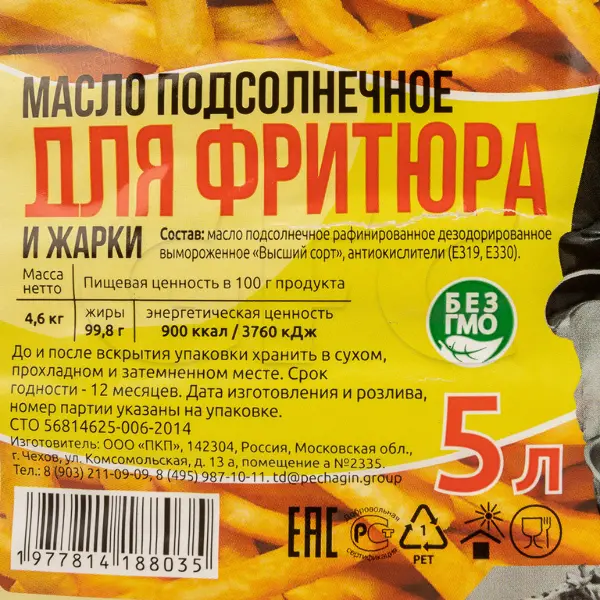 МАСЛО ПОДСОЛНЕЧНОЕ
ДЛЯ ФРИТЮРА
И ЖАРКИ
Состав: масло подсолнечное рафинированное дезодорированное
вымороженное «Высший сорт», антиокислители (Е319, Е330).
Масса нетто
Пищевая ценность в 100 г продукта
4,6 кг
жиры
99,8 г
энергетическая ценность
900 ккал / 3760 кДж
БЕЗ
ГМО
До и после вскрытия упаковки хранить в сухом,
прохладном и затемненном месте. Срок
годности - 12 месяцев. Дата изготовления и розлива,
номер партии указаны на упаковке.
СТО 56814625-006-2014
Изготовитель: ООО «ПКП», 142304, Россия, Московская обл.,
г. Чехов, ул. Комсомольская, д. 13 а, помещение а №2335.
Тел.: 8 (903) 211-09-09, 8 (495) 987-10-11. td@pechagin.group
5 л
1 977814 188035
ЕАС
добровольная
РСТ
сертификация
1
PET